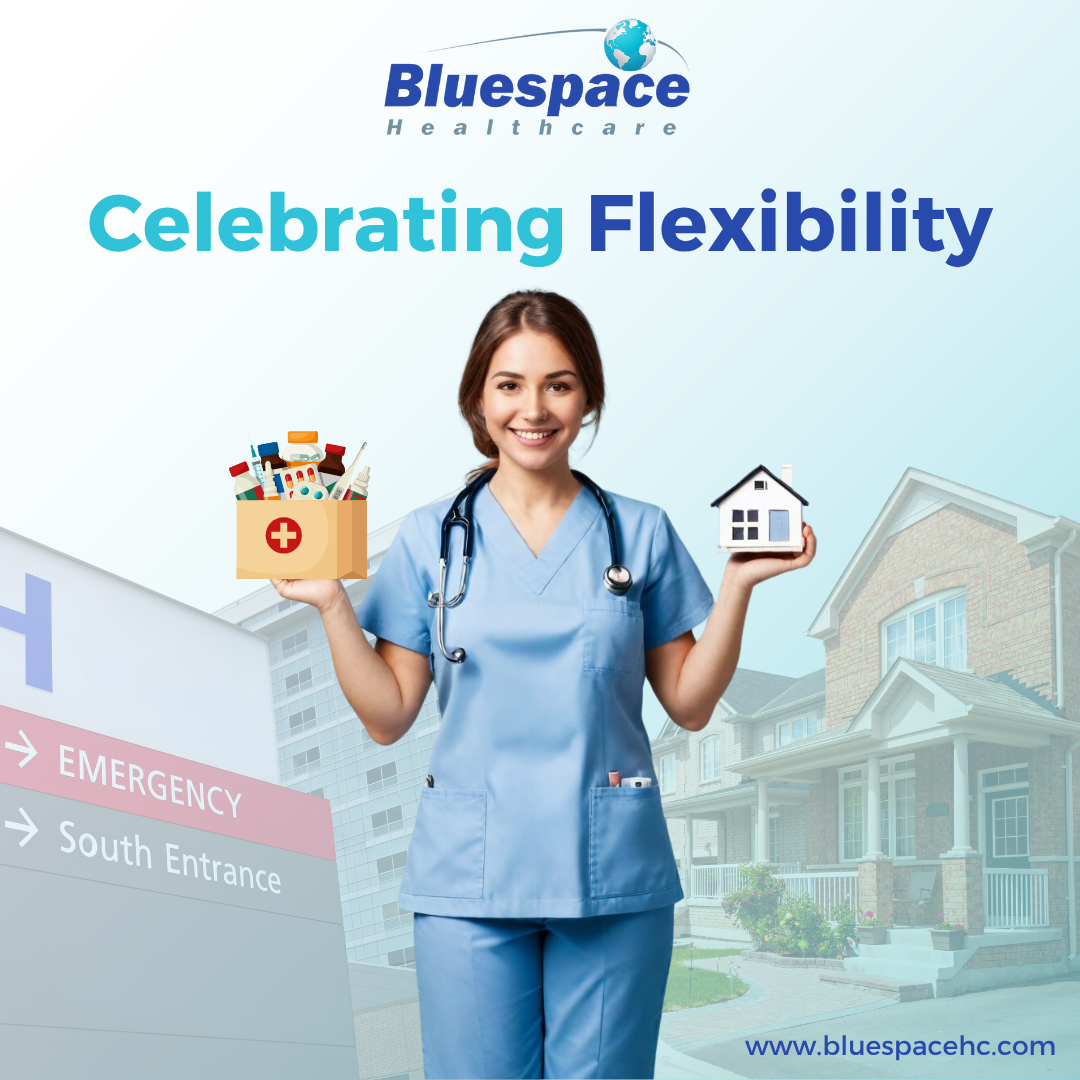 Bluespace
Healthcare
Celebrating Flexibility
H
EMERGENCY
South Entrance
www.bluespacehc.com